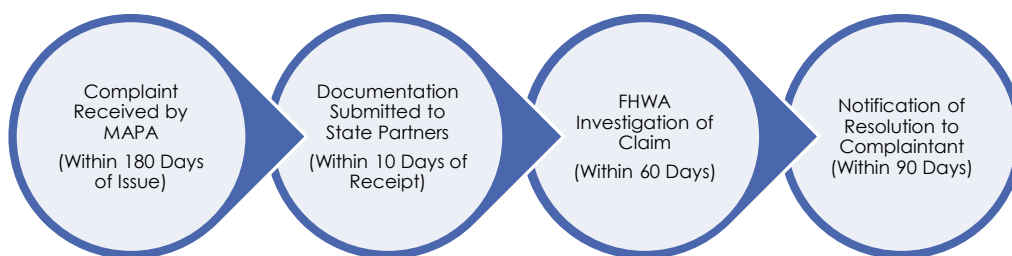 Complaint
Received by
MAPA
(Within 180 Days
of Issue)
Documentation
Submitted to
State Partners
(Within 10 Days of
Receipt)
FHWA
Investigation of
Claim
(Within 60 Days)
Notification of
Resolution to
Complaintant
(Within 90 Days)